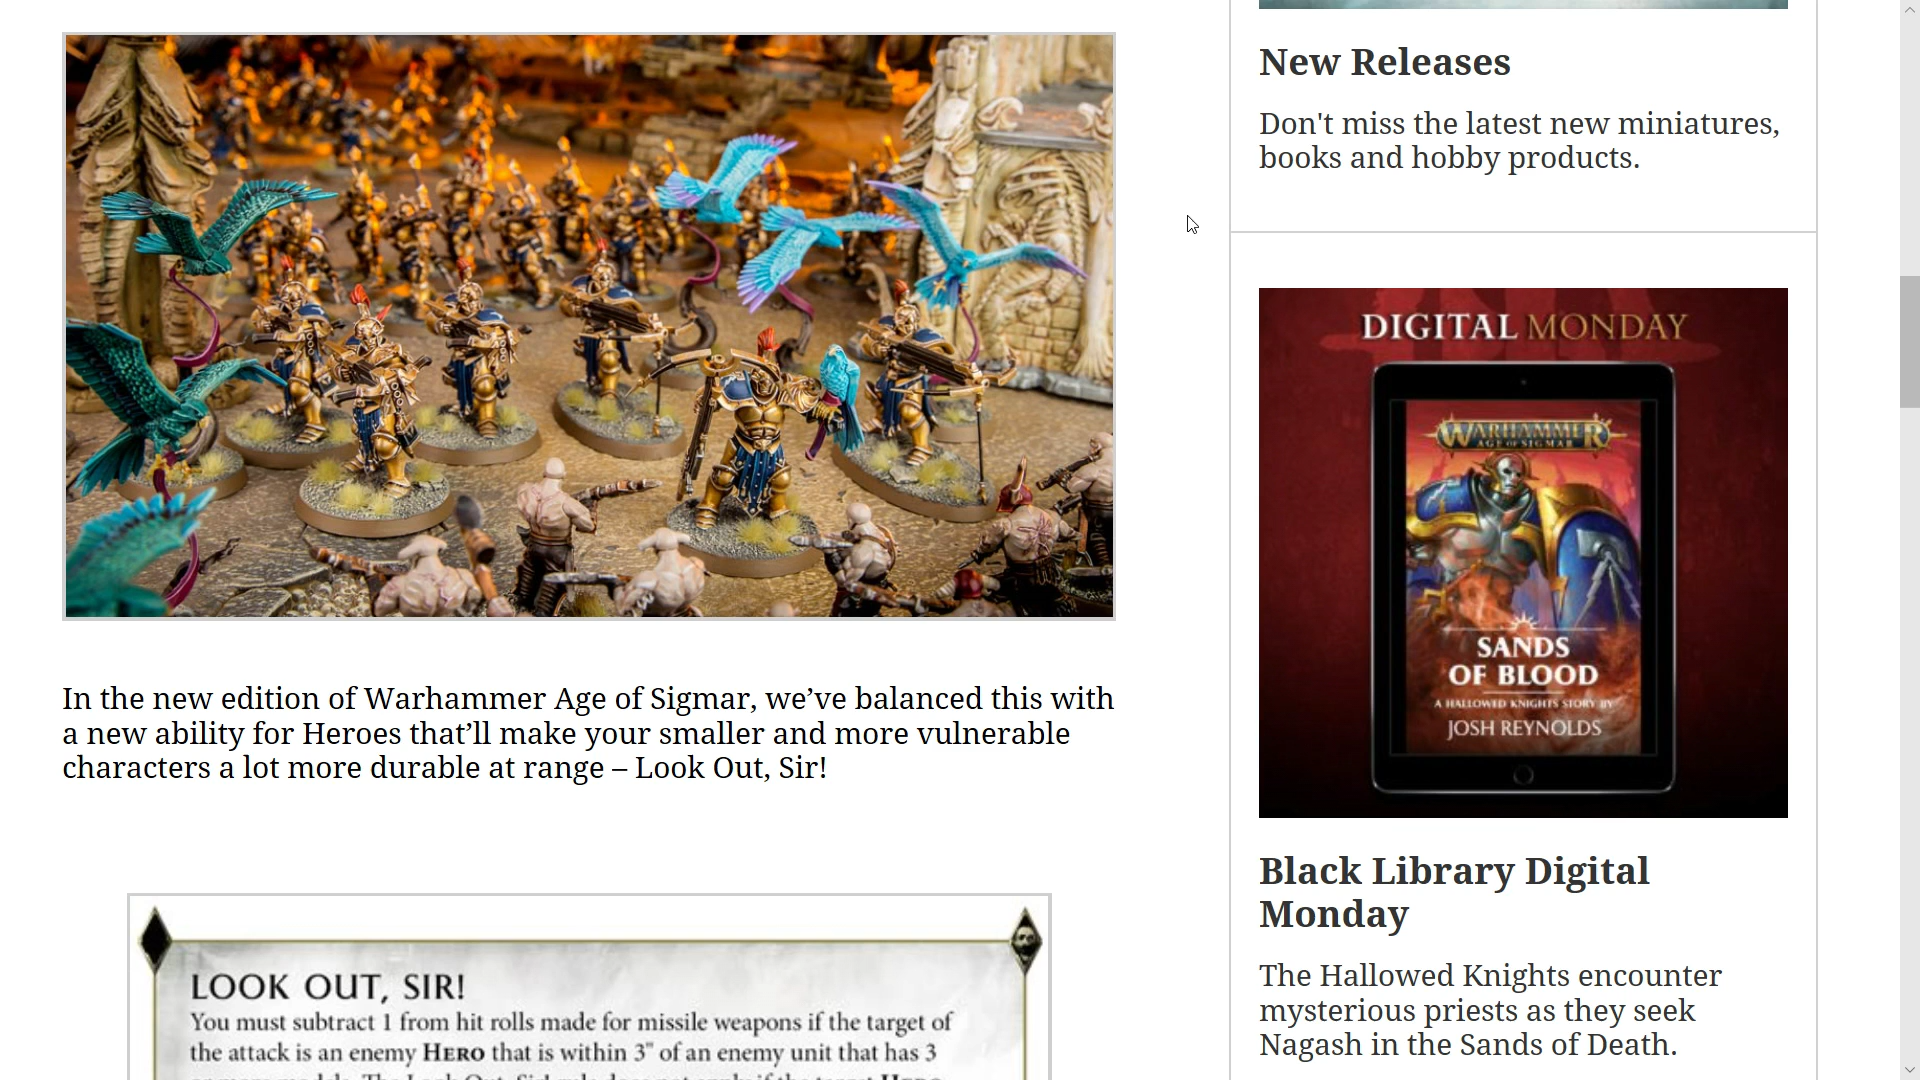 In the new edition of Warhammer Age of Sigmar, we’ve balanced this with
a new ability for Heroes that’ll make your smaller and more vulnerable
characters a lot more durable at range – Look Out, Sir!
LOOK OUT, SIR!
You must subtract 1 from hit rolls made for missile weapons if the target of
the attack is an enemy HERO that is within 3" of an enemy unit that has 3
New Releases
Don't miss the latest new miniatures,
books and hobby products.
DIGITAL MONDAY
WARHAMMER
AGE OF SIGMAR
SANDS
OF BLOOD
A HALLOWED KNIGHTS STORY BY
JOSH REYNOLDS
Black Library Digital
Monday
The Hallowed Knights encounter
mysterious priests as they seek
Nagash in the Sands of Death.